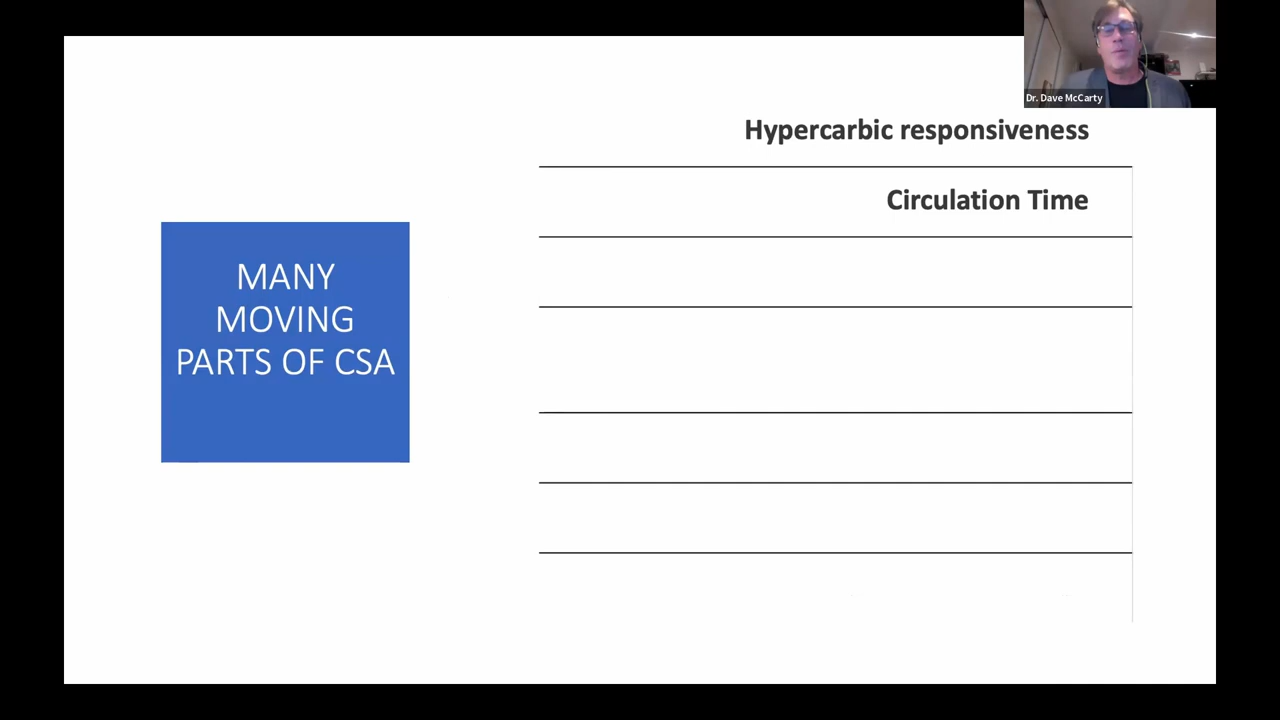 Dr. Dave McCarty
Hypercarbic responsiveness
Circulation Time
MANY
MOVING
PARTS OF CSA